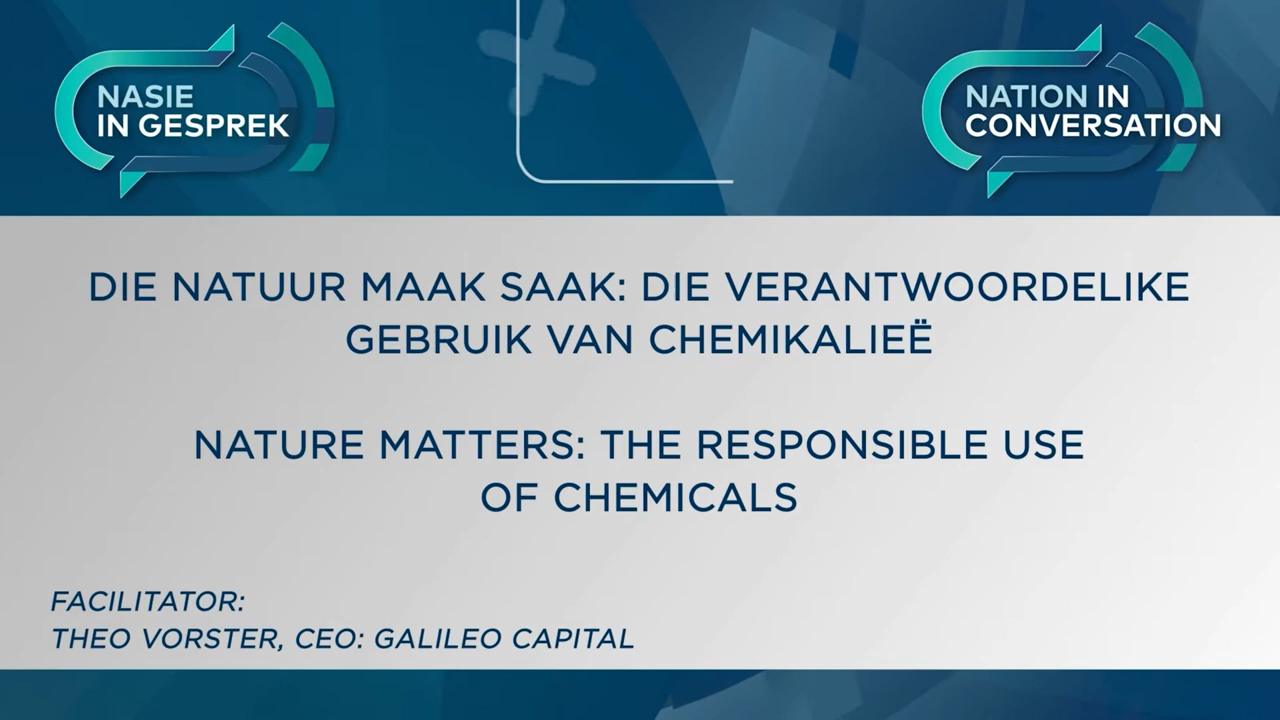 NASIE
IN GESPREK
NATION IN
CONVERSATION
DIE NATUUR MAAK SAAK: DIE VERANTWOORDELIKE
GEBRUIK VAN CHEMIKALIEË
NATURE MATTERS: THE RESPONSIBLE USE
OF CHEMICALS
FACILITATOR:
THEO VORSTER, CEO: GALILEO CAPITAL